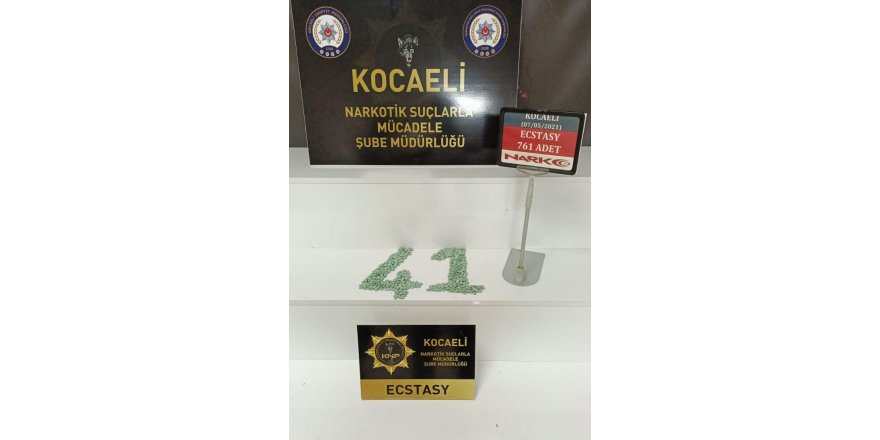 KOCAELİ
NARKOTİK SUÇLARLA
MÜCADELE
ŞUBE MÜDÜRLÜĞÜ
KOCAELİ
(07/05/2021)
ECSTASY
761 ADET
NARKO
41
KNP
KOCAELİ
NARKOTİK SUÇLARLA
MÜCADELE
ŞUBE MÜDÜRLÜĞÜ
ECSTASY